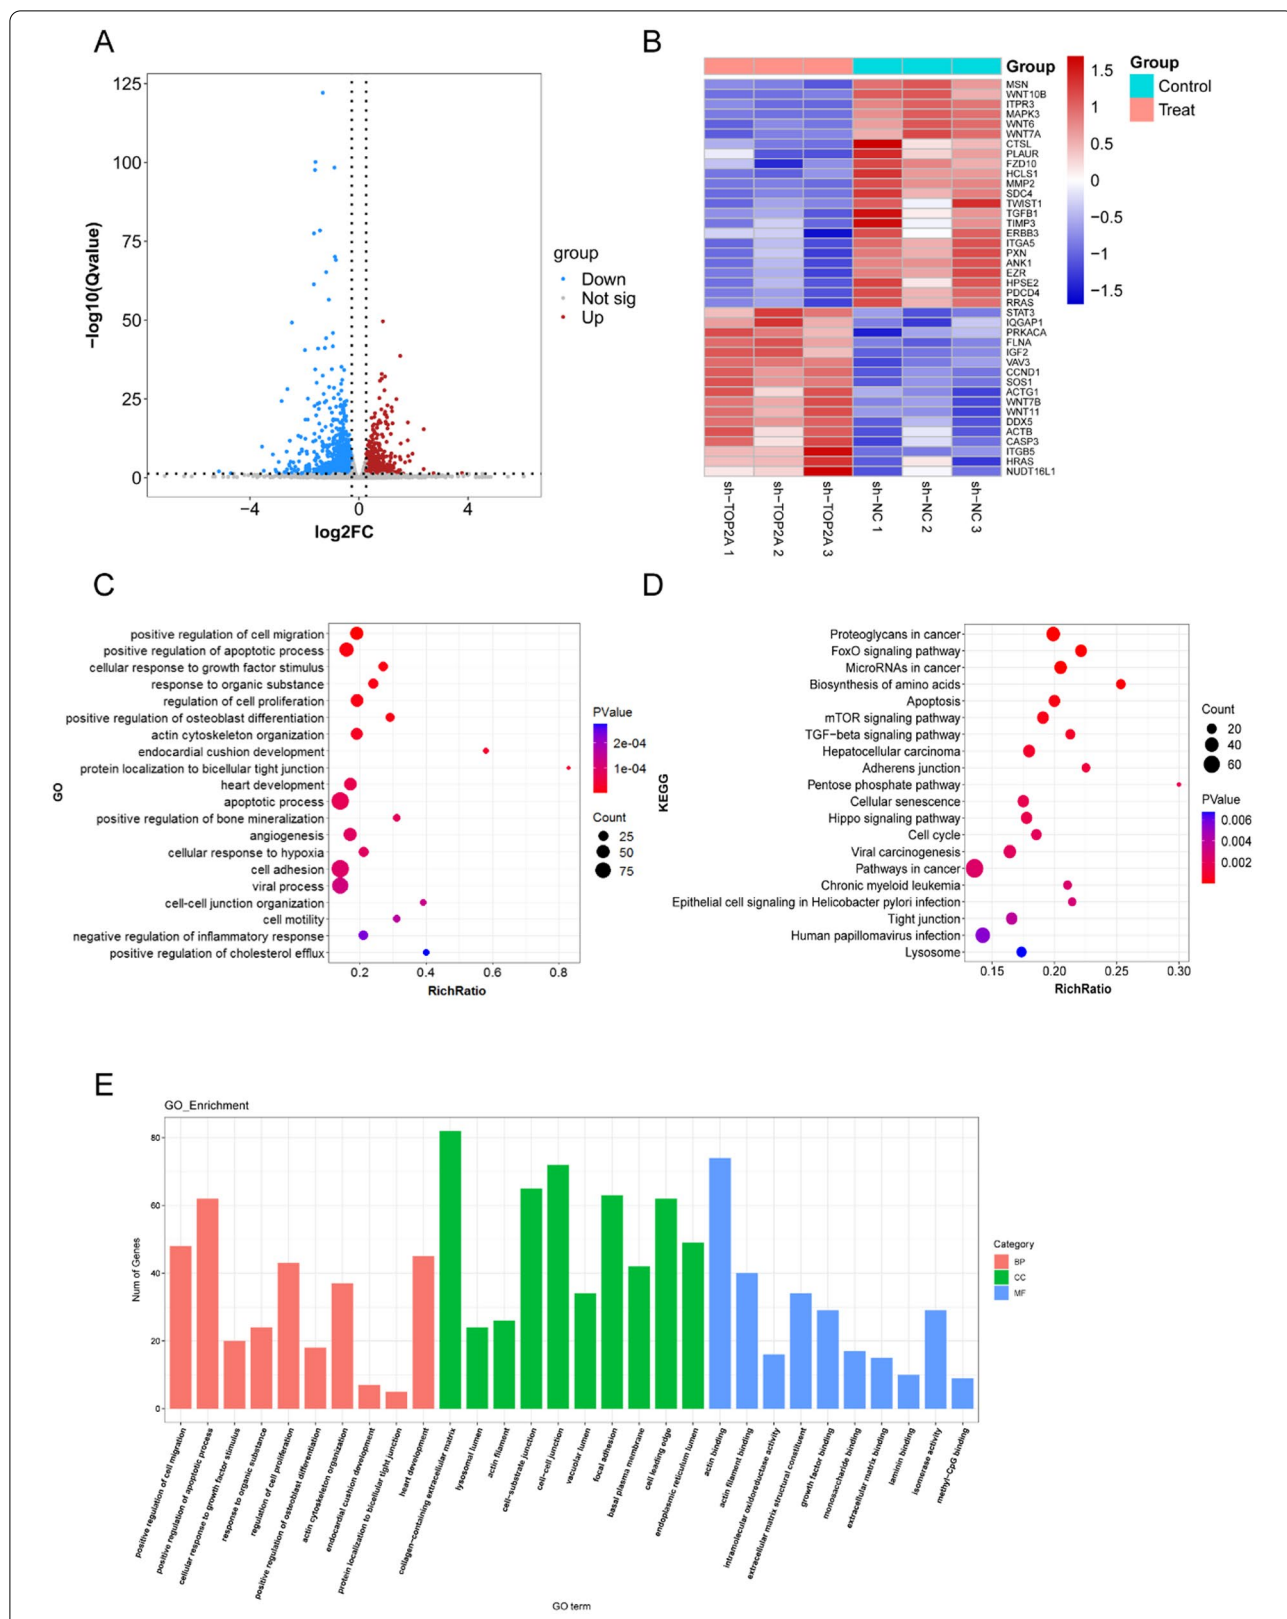 A
125
100
75
50
25
0
−log10(Qvalue)
−4
0
4
log2FC
group
Down
Not sig
Up
B
Group
MSN
WNT10B
ITPR3
MAPK3
WNT6
WNT7A
CTSL
PLAUR
FZD10
HCLS1
MMP2
SDC4
TWIST1
TGFB1
TIMP3
ERBB3
ITGA5
PXN
ANK1
EZR
HPSE2
PDCD4
RRAS
STAT3
IQGAP1
PRKACA
FLNA
IGF2
VAV3
CCND1
SOS1
ACTG1
WNT7B
WNT11
DDX5
ACTB
CASP3
ITGB5
HRAS
NUDT16L1
sh−TOP2A 1
sh−TOP2A 2
sh−TOP2A 3
sh−NC 1
sh−NC 2
sh−NC 3
1.5
1
0.5
0
−0.5
−1
−1.5
Group
Control
Treat
C
GO
positive regulation of cell migration
positive regulation of apoptotic process
cellular response to growth factor stimulus
response to organic substance
regulation of cell proliferation
positive regulation of osteoblast differentiation
actin cytoskeleton organization
endocardial cushion development
protein localization to bicellular tight junction
heart development
apoptotic process
positive regulation of bone mineralization
angiogenesis
cellular response to hypoxia
cell adhesion
viral process
cell-cell junction organization
cell motility
negative regulation of inflammatory response
positive regulation of cholesterol efflux
0.2
0.4
0.6
0.8
RichRatio
PValue
2e-04
1e-04
Count
25
50
75
D
KEGG
Proteoglycans in cancer
FoxO signaling pathway
MicroRNAs in cancer
Biosynthesis of amino acids
Apoptosis
mTOR signaling pathway
TGF-beta signaling pathway
Hepatocellular carcinoma
Adherens junction
Pentose phosphate pathway
Cellular senescence
Hippo signaling pathway
Cell cycle
Viral carcinogenesis
Pathways in cancer
Chronic myeloid leukemia
Epithelial cell signaling in Helicobacter pylori infection
Tight junction
Human papillomavirus infection
Lysosome
0.15
0.20
0.25
0.30
RichRatio
Count
20
40
60
PValue
0.006
0.004
0.002
E
GO_Enrichment
80
60
40
20
0
Num of Genes
positive regulation of cell migration
positive regulation of apoptotic process
cellular response to growth factor stimulus
response to organic substance
regulation of cell proliferation
positive regulation of osteoblast differentiation
actin cytoskeleton organization
endocardial cushion development
protein localization to bicellular tight junction
heart development
collagen−containing extracellular matrix
lysosomal lumen
actin filament
cell−substrate junction
cell−cell junction
vacuolar lumen
focal adhesion
basal plasma membrane
cell leading edge
endoplasmic reticulum lumen
actin binding
actin filament binding
intramolecular oxidoreductase activity
extracellular matrix structural constituent
growth factor binding
monosaccharide binding
extracellular matrix binding
laminin binding
isomerase activity
methyl−CpG binding
GO term
Category
BP
CC
MF